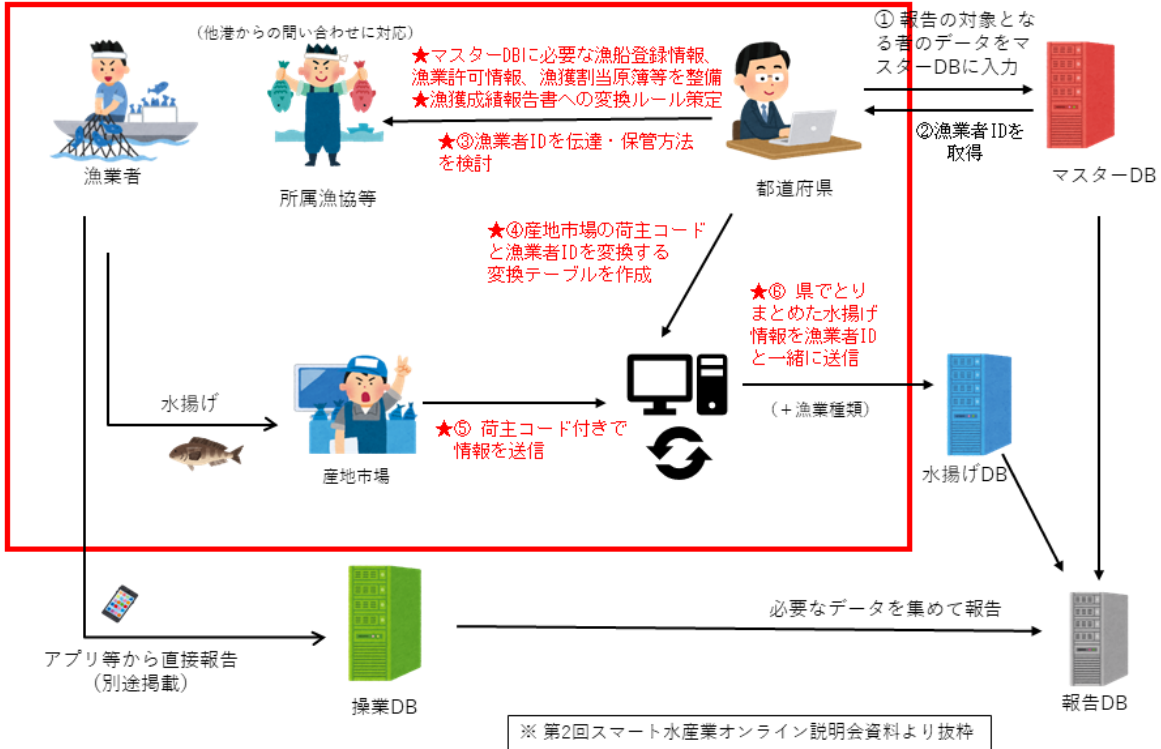 (他港からの問い合わせに対応)
★マスターDBに必要な漁船登録情報、
漁業許可情報、漁獲割当原簿等を整備
★漁獲成績報告書への変換ルール策定
① 報告の対象とな
る者のデータをマ
スターDBに入力
②漁業者IDを
取得
★③漁業者IDを伝達・保管方法
を検討
漁業者
所属漁協等
都道府県
マスターDB
★④産地市場の荷主コード
と漁業者IDを変換する
変換テーブルを作成
★⑥ 県でとり
まとめた水揚げ
情報を漁業者ID
と一緒に送信
水揚げ
(+漁業種類)
★⑤ 荷主コード付きで
情報を送信
産地市場
水揚げDB
必要なデータを集めて報告
アプリ等から直接報告
(別途掲載)
操業DB
報告DB
※ 第2回スマート水産業オンライン説明会資料より抜粋